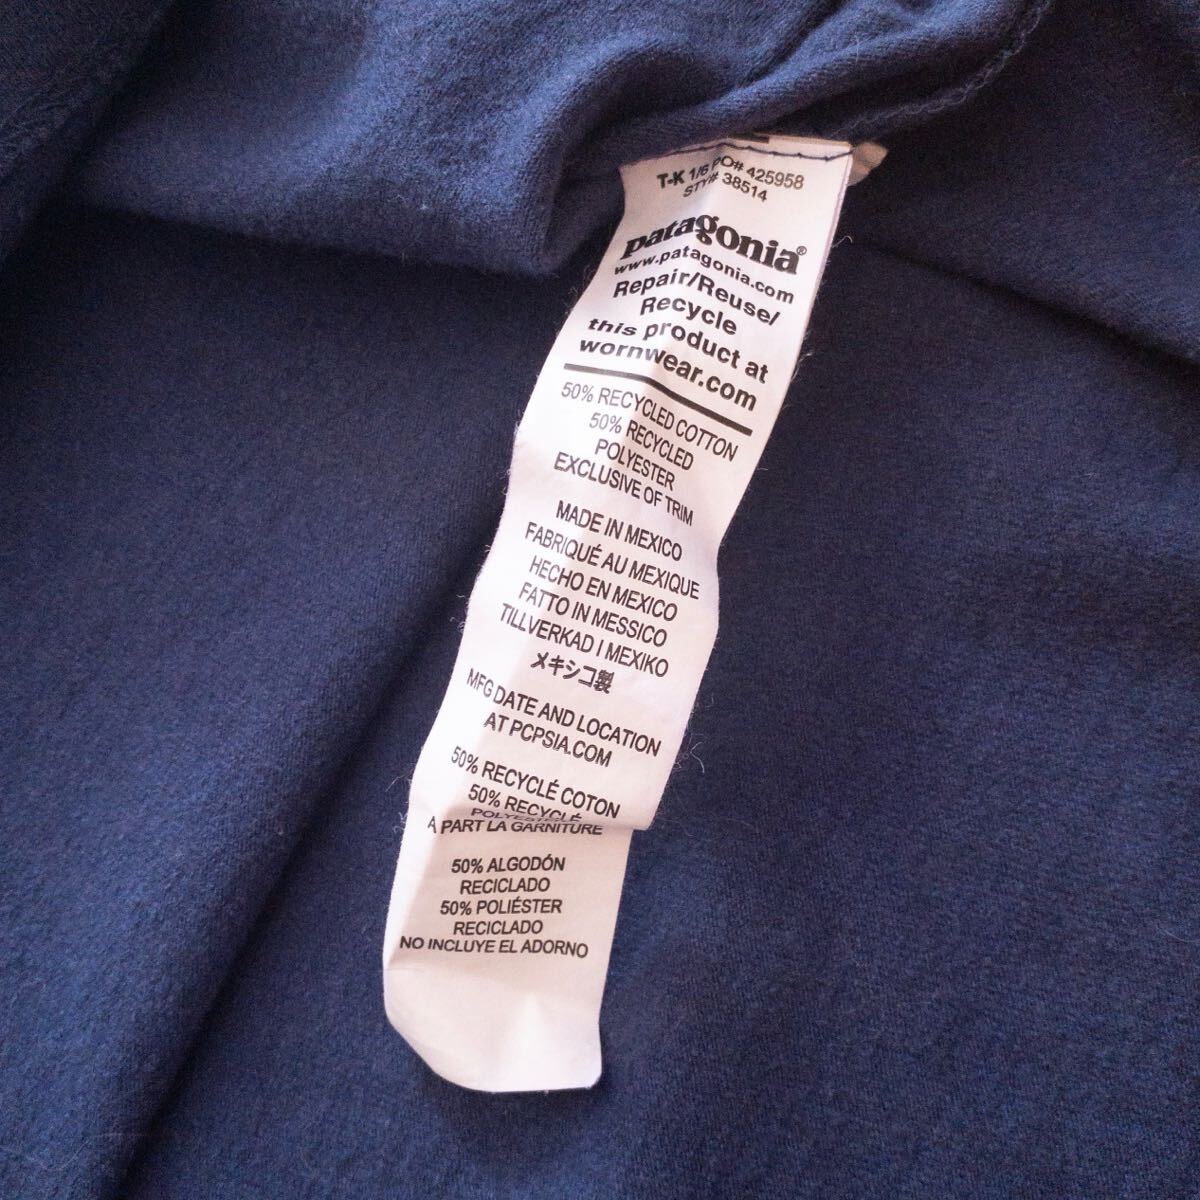 T-K 1/6 PO# 425958
STY# 38514
patagonia®
www.patagonia.com
Repair/Reuse/
Recycle
this product at
wornwear.com
50% RECYCLED COTTON
50% RECYCLED
POLYESTER
EXCLUSIVE OF TRIM
MADE IN MEXICO
FABRIQUÉ AU MEXIQUE
HECHO EN MEXICO
FATTO IN MESSICO
TILLVERKAD I MEXIKO
メキシコ製
MFG DATE AND LOCATION
AT PCPSIA.COM
50% RECYCLÉ COTON
50% RECYCLÉ
A PART LA GARNITURE
50% ALGODÓN
RECICLADO
50% POLIÉSTER
RECICLADO
NO INCLUYE EL ADORNO